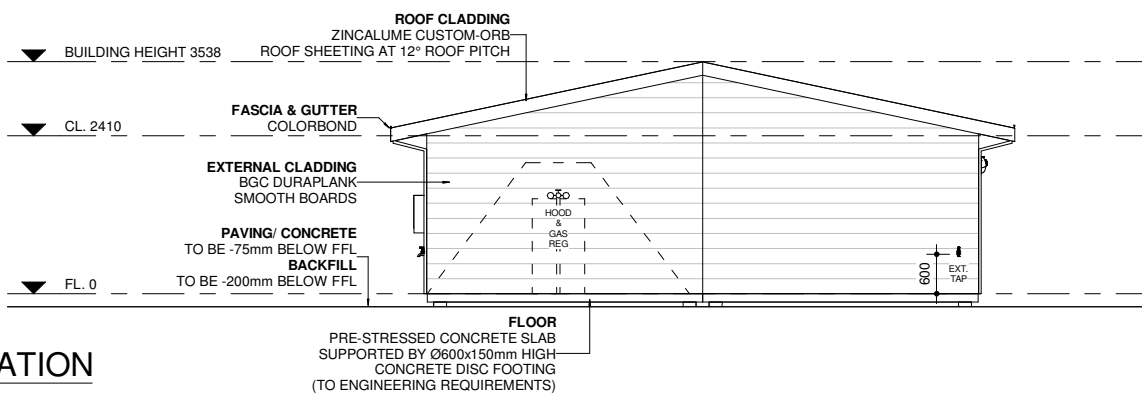 ROOF CLADDING
ZINCALUME CUSTOM-ORB
ROOF SHEETING AT 12° ROOF PITCH
BUILDING HEIGHT 3538
FASCIA & GUTTER
COLORBOND
CL. 2410
EXTERNAL CLADDING
BGC DURAPLANK
SMOOTH BOARDS
HOOD
&
GAS
REG
PAVING/ CONCRETE
TO BE -75mm BELOW FFL
BACKFILL
TO BE -200mm BELOW FFL
600
EXT.
TAP
FL. 0
FLOOR
PRE-STRESSED CONCRETE SLAB
SUPPORTED BY Ø600x150mm HIGH
CONCRETE DISC FOOTING
(TO ENGINEERING REQUIREMENTS)
ATION